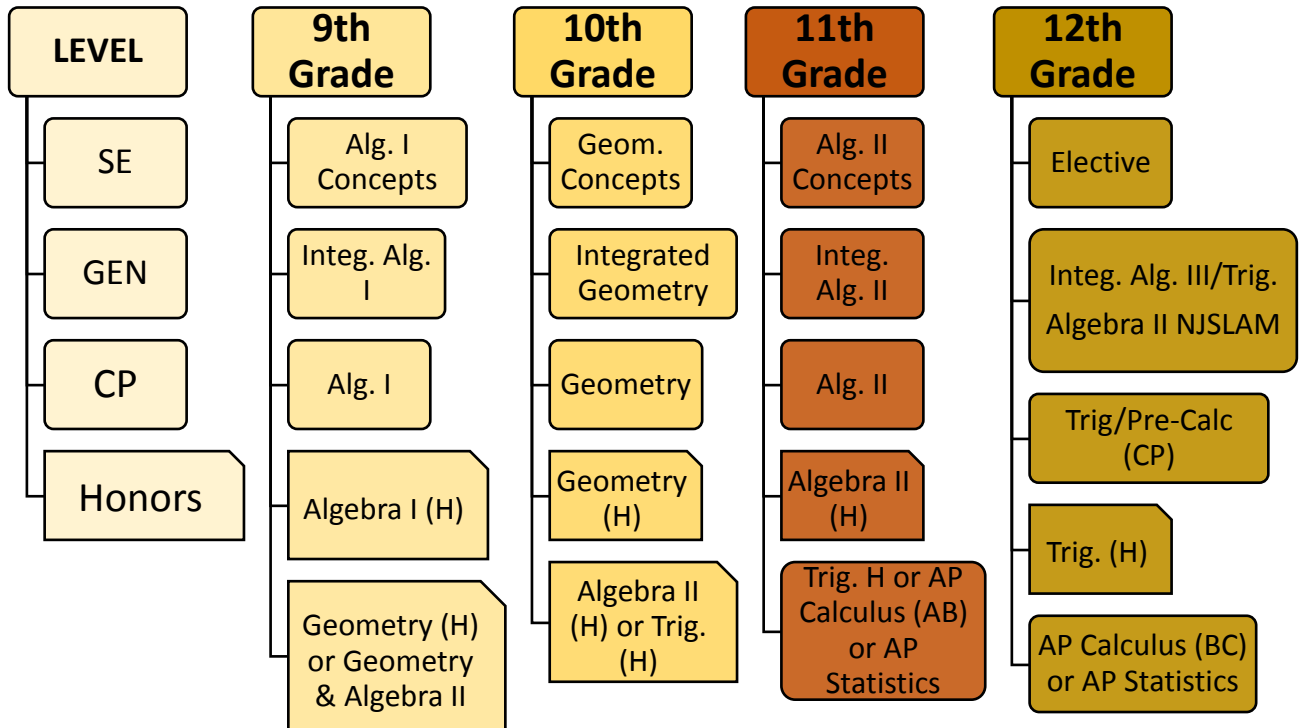 LEVEL
SE
GEN
CP
Honors
9th
Grade
Alg. I
Concepts
Integ. Alg.
I
Alg. I
Algebra I (H)
Geometry (H)
or Geometry
& Algebra II
10th
Grade
Geom.
Concepts
Integrated
Geometry
Geometry
Geometry
(H)
Algebra II
(H) or Trig.
(H)
11th
Grade
Alg. II
Concepts
Integ.
Alg. II
Alg. II
Algebra II
(H)
Trig. H or AP
Calculus (AB)
or AP
Statistics
12th
Grade
Elective
Integ. Alg. III/Trig.
Algebra II NJSLAM
Trig/Pre-Calc
(CP)
Trig. (H)
AP Calculus (BC)
or AP Statistics